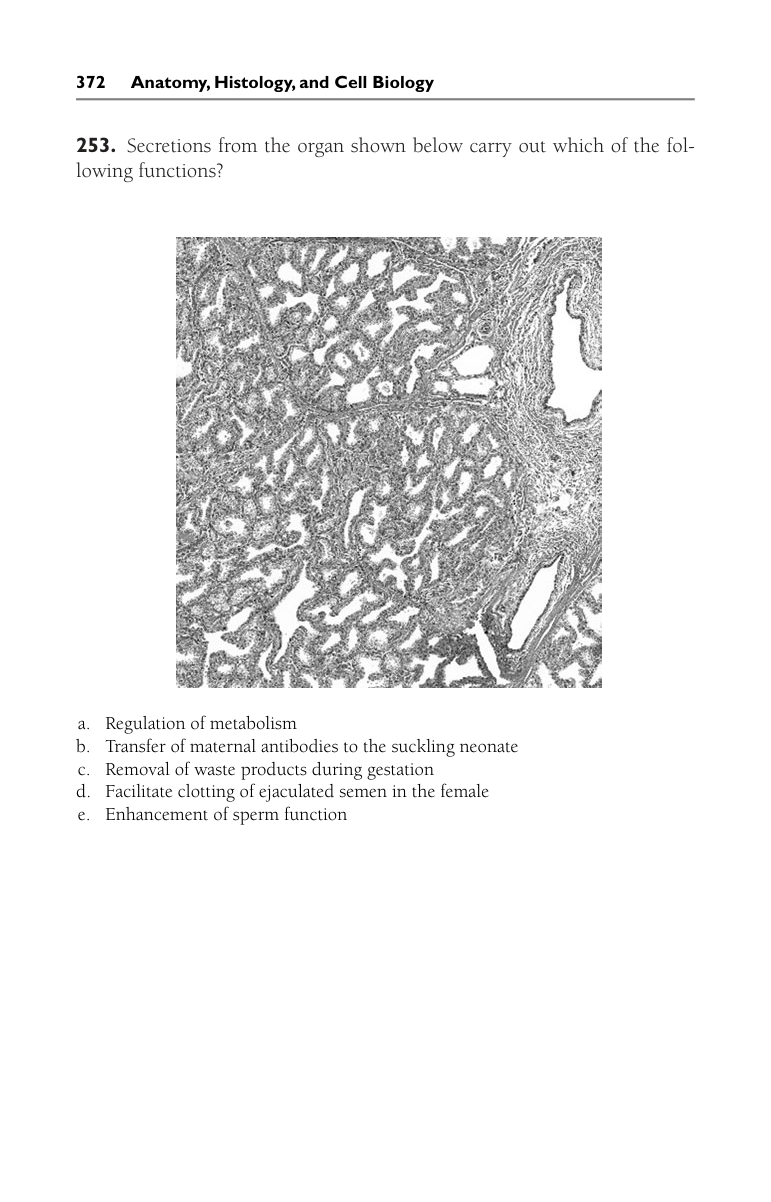 372 Anatomy, Histology, and Cell Biology
253. Secretions from the organ shown below carry out which of the fol-
lowing functions?
a. Regulation of metabolism
b. Transfer of maternal antibodies to the suckling neonate
c. Removal of waste products during gestation
d. Facilitate clotting of ejaculated semen in the female
e. Enhancement of sperm function